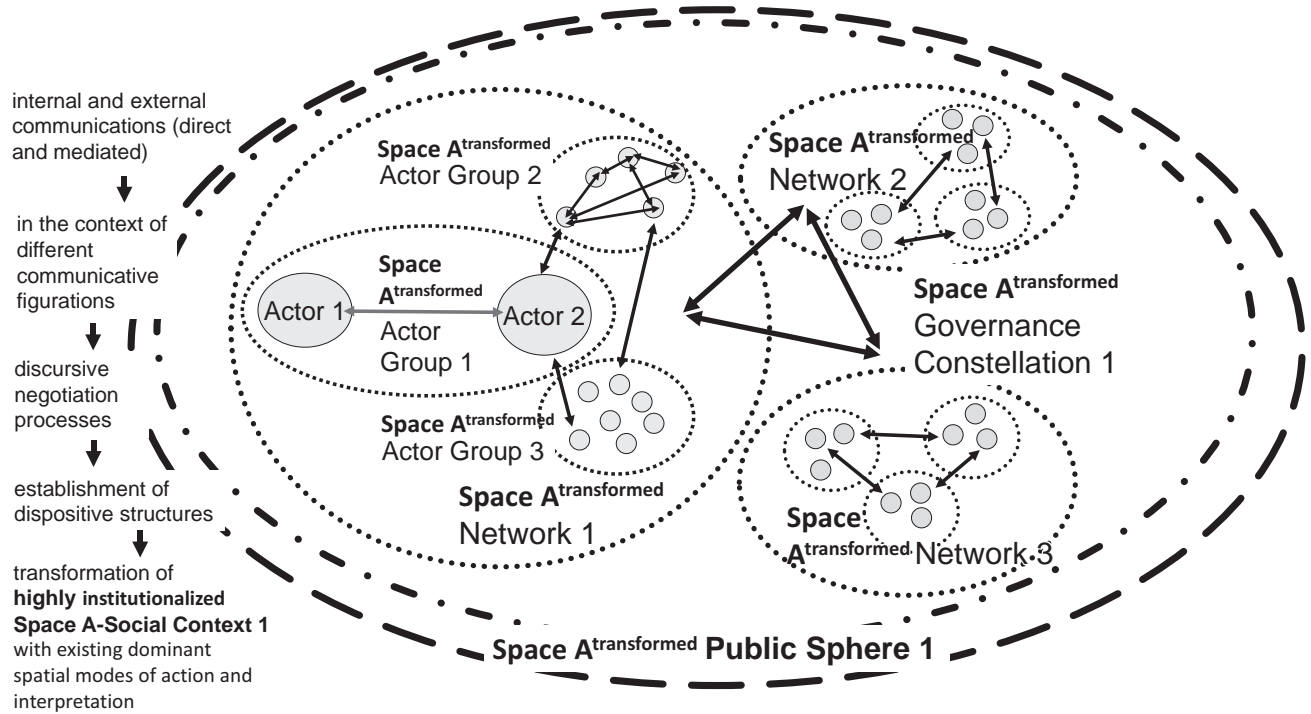 internal and external
communications (direct
and mediated)
in the context of
different
communicative
figurations
discursive
negotiation
processes
establishment of
dispositive structures
transformation of
highly institutionalized
Space A-Social Context 1
with existing dominant
spatial modes of action and
interpretation
Space Atransformed
Actor Group 2
Actor 1
Space
Atransformed
Actor
Group 1
Actor 2
Space Atransformed
Actor Group 3
Space Atransformed
Network 1
Space Atransformed
Network 2
Space Atransformed
Governance
Constellation 1
Space
Atransformed Network 3
Space Atransformed Public Sphere 1